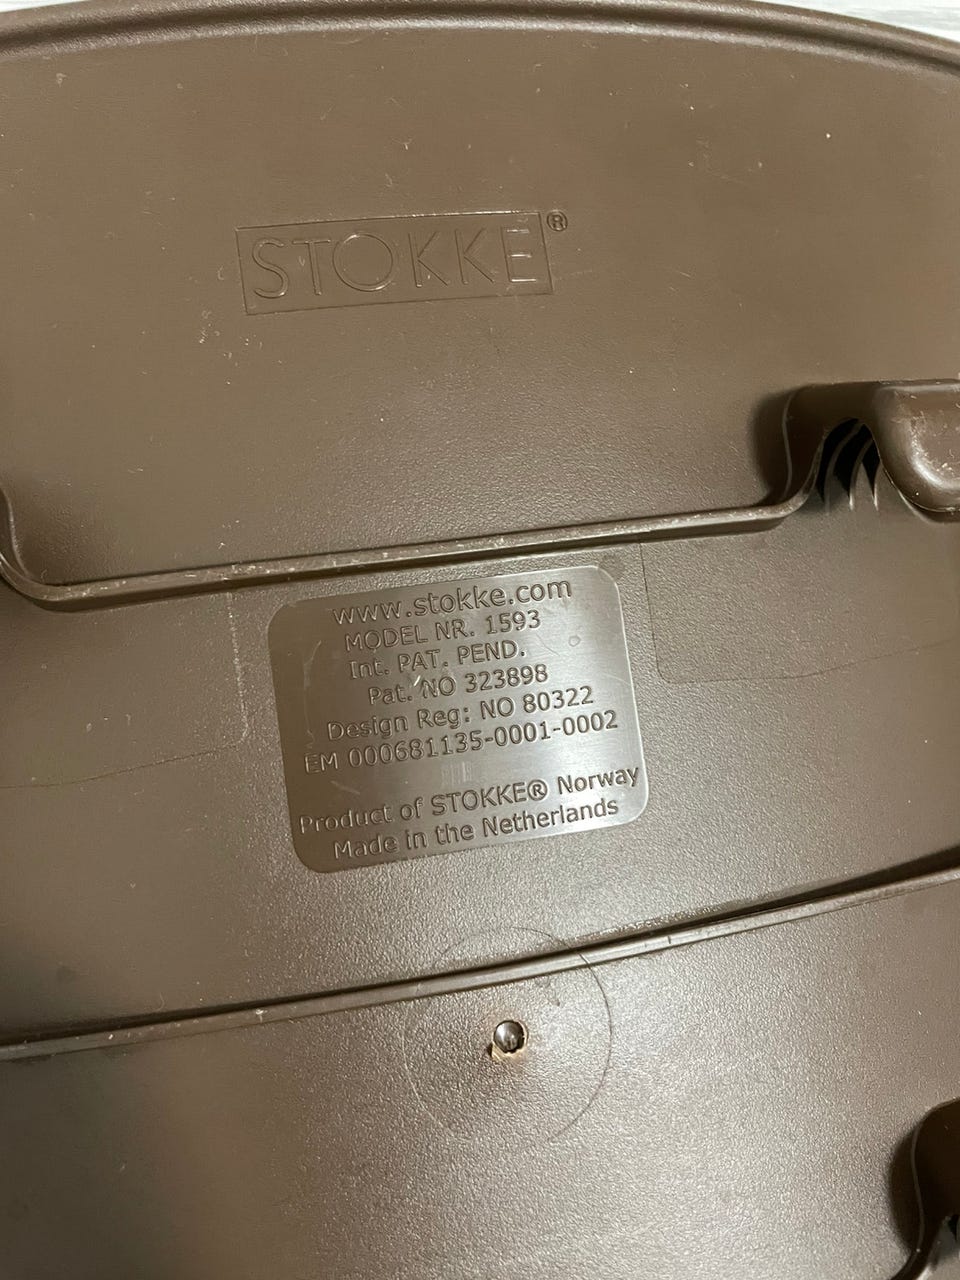 STOKKE®
www.stokke.com
MODEL NR. 1593
Int. PAT. PEND.
Pat. NO 323898
Design Reg: NO 80322
EM 000681135-0001-0002
Product of STOKKE® Norway
Made in the Netherlands